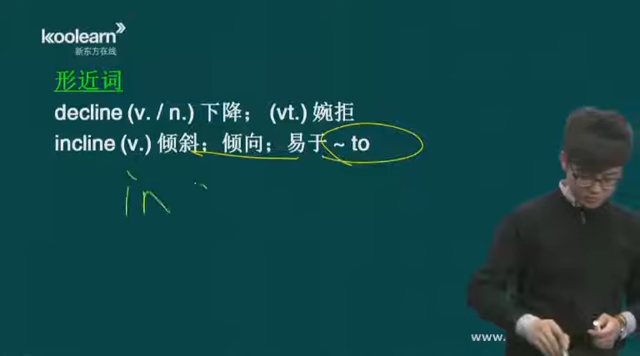 koolearn
新东方在线
形近词
decline (v. / n.) 下降； (vt.) 婉拒
incline (v.) 倾斜；倾向；易于 ~ to
in
www.